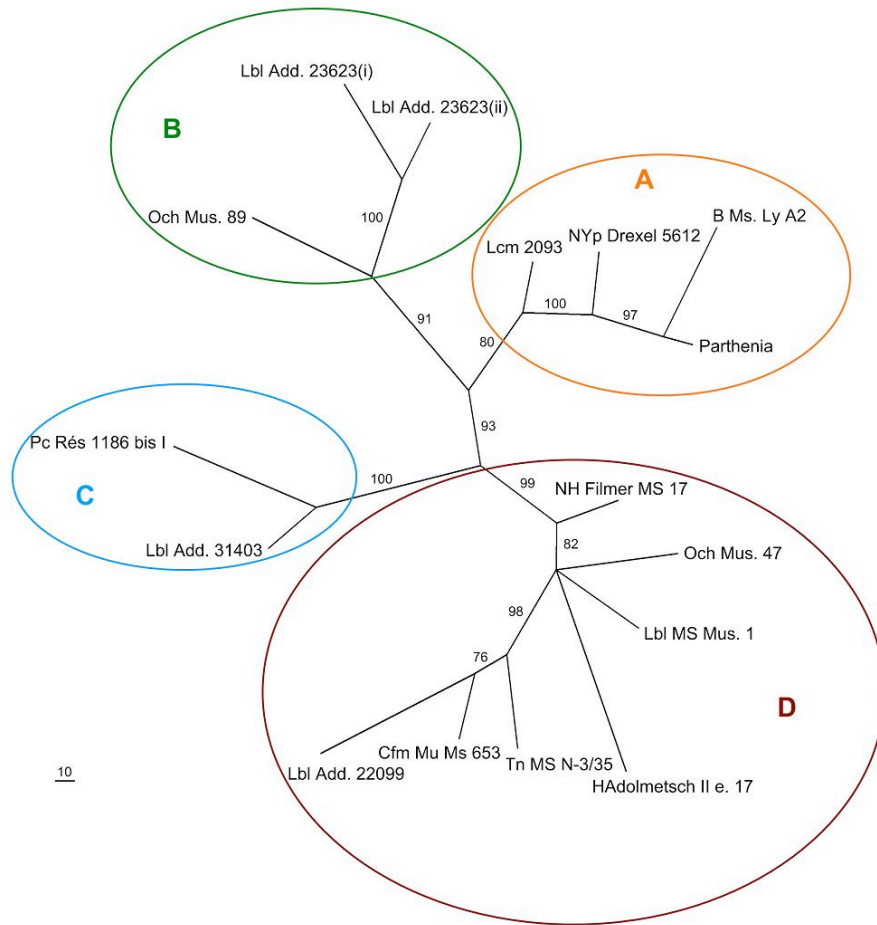 Lbl Add. 23623(i)
Lbl Add. 23623(ii)
B
100
Och Mus. 89
A
B Ms. Ly A2
NYp Drexel 5612
Lcm 2093
100
97
91
80
Parthenia
93
Pc Rés 1186 bis I
100
C
99
NH Filmer MS 17
Lbl Add. 31403
82
Och Mus. 47
98
Lbl MS Mus. 1
76
D
Cfm Mu Ms 653
Tn MS N-3/35
Lbl Add. 22099
HAdolmetsch II e. 17
10